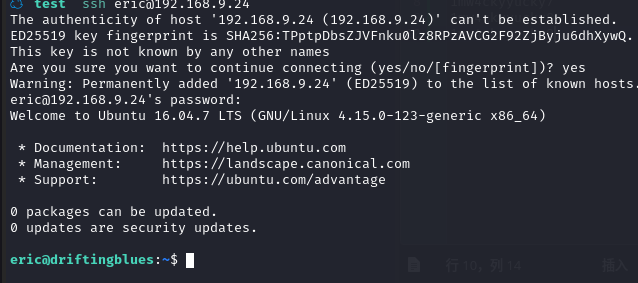 test ssh eric@192.168.9.24
The authenticity of host '192.168.9.24 (192.168.9.24)' can't be established.
ED25519 key fingerprint is SHA256:TPptpDbsZJVFnku0lz8RPzAVCG2F92ZjByju6dhXywQ.
This key is not known by any other names
Are you sure you want to continue connecting (yes/no/[fingerprint])? yes
Warning: Permanently added '192.168.9.24' (ED25519) to the list of known hosts.
eric@192.168.9.24's password:
Welcome to Ubuntu 16.04.7 LTS (GNU/Linux 4.15.0-123-generic x86_64)
* Documentation: https://help.ubuntu.com
* Management: https://landscape.canonical.com
* Support: https://ubuntu.com/advantage
0 packages can be updated.
0 updates are security updates.
eric@driftingblues:~$
行 10, 列 14 插入